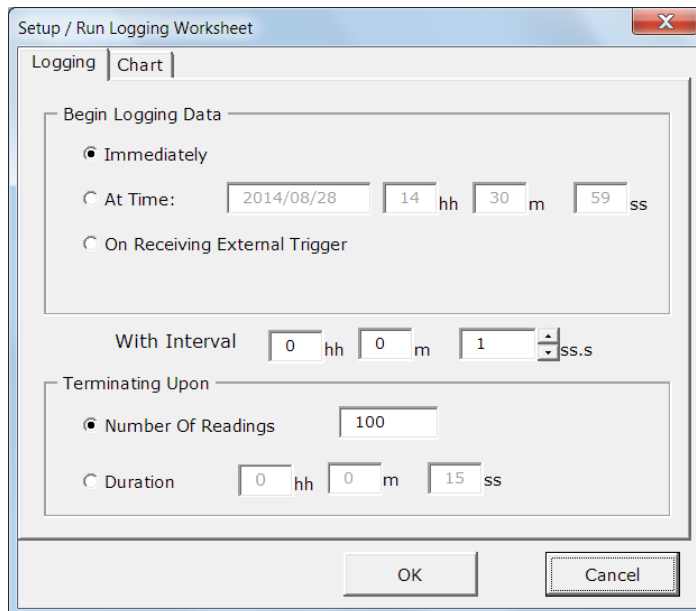 Setup / Run Logging Worksheet
X
Logging Chart
Begin Logging Data
Immediately
At Time: 2014/08/28 14 hh 30 m 59 ss
On Receiving External Trigger
With Interval 0 hh 0 m 1 ss.s
Terminating Upon
Number Of Readings 100
Duration 0 hh 0 m 15 ss
OK Cancel